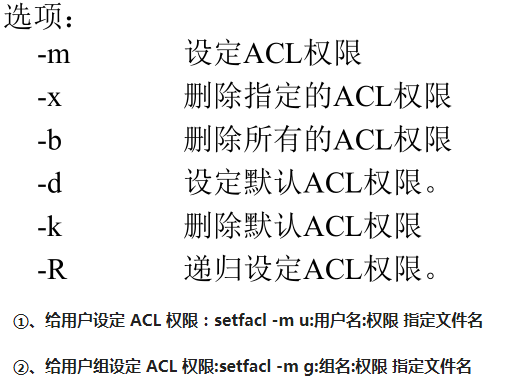 选项：
-m 设定ACL权限
-x 删除指定的ACL权限
-b 删除所有的ACL权限
-d 设定默认ACL权限。
-k 删除默认ACL权限
-R 递归设定ACL权限。
①、给用户设定 ACL 权限：setfacl -m u:用户名:权限 指定文件名
②、给用户组设定 ACL 权限:setfacl -m g:组名:权限 指定文件名